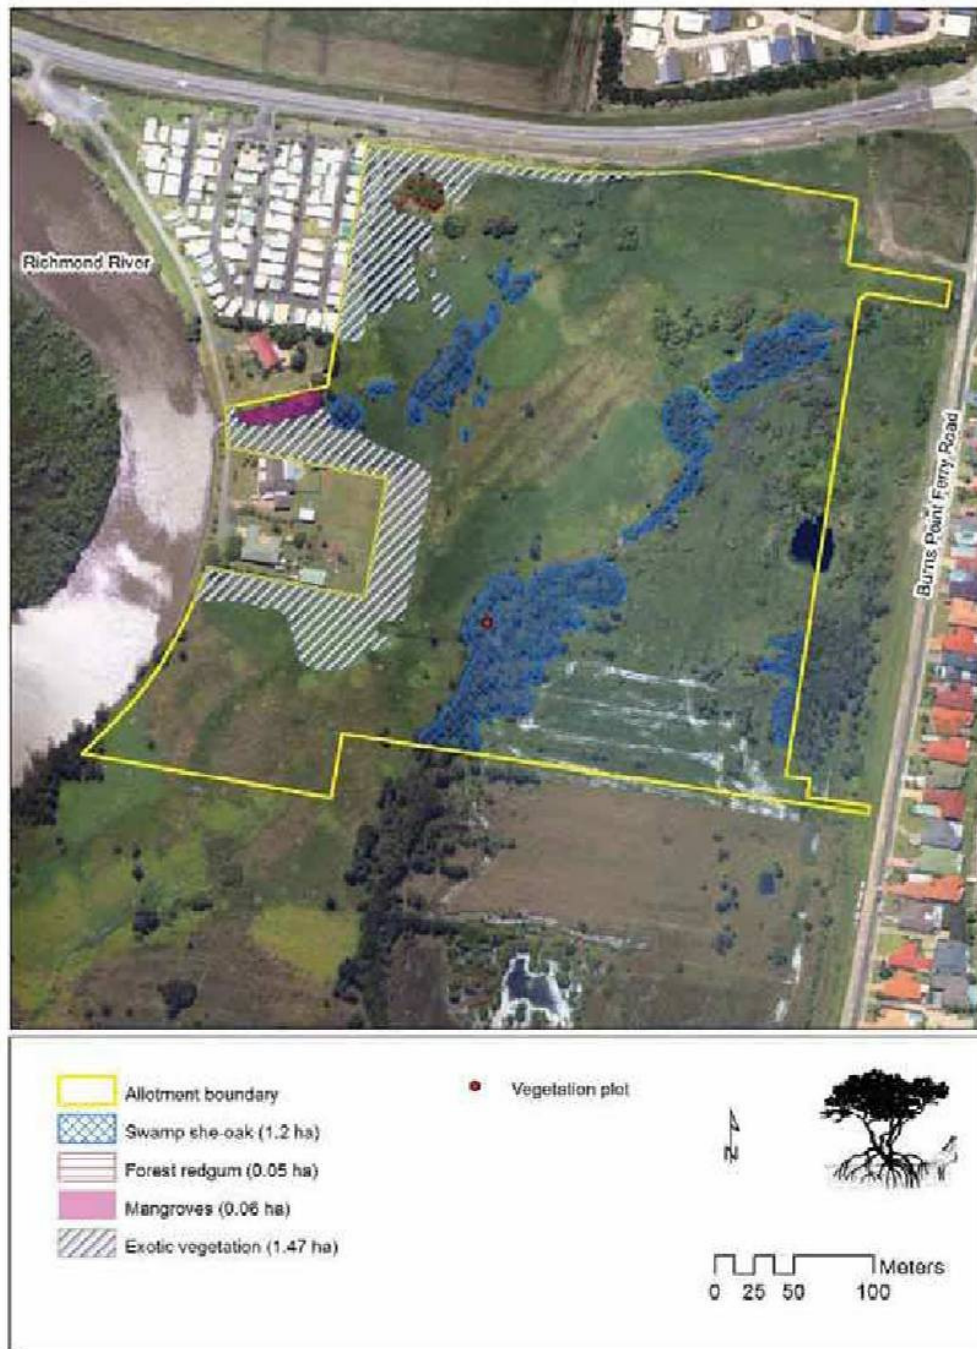 Richmond River
Burns Point Ferry Road
Allotment boundary
Swamp she-oak (1.2 ha)
Forest redgum (0.05 ha)
Mangroves (0.06 ha)
Exotic vegetation (1.47 ha)
Vegetation plot
N
Meters
0 25 50 100